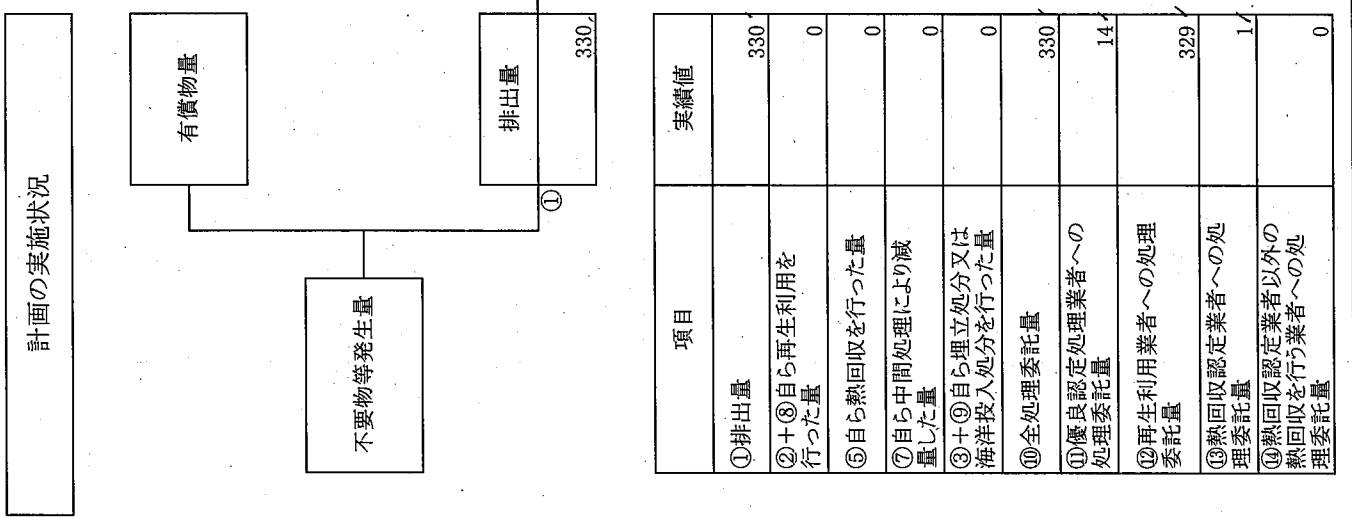 計画の実施状況
有償物量
不要物等発生量
排出量
①
330
項目
実績値
①排出量
330
②+⑧自ら再生利用を
行った量
0
⑤自ら熱回収を行った量
0
⑦自ら中間処理により減
量した量
0
③+⑨自ら埋立処分又は
海洋投入処分を行った量
0
⑩全処理委託量
330
⑪優良認定処理業者への
処理委託量
14
⑫再生利用業者への処理
委託量
329
⑬熱回収認定業者への処
理委託量
1
⑭熱回収認定業者以外の
熱回収を行う業者への処
理委託量
0